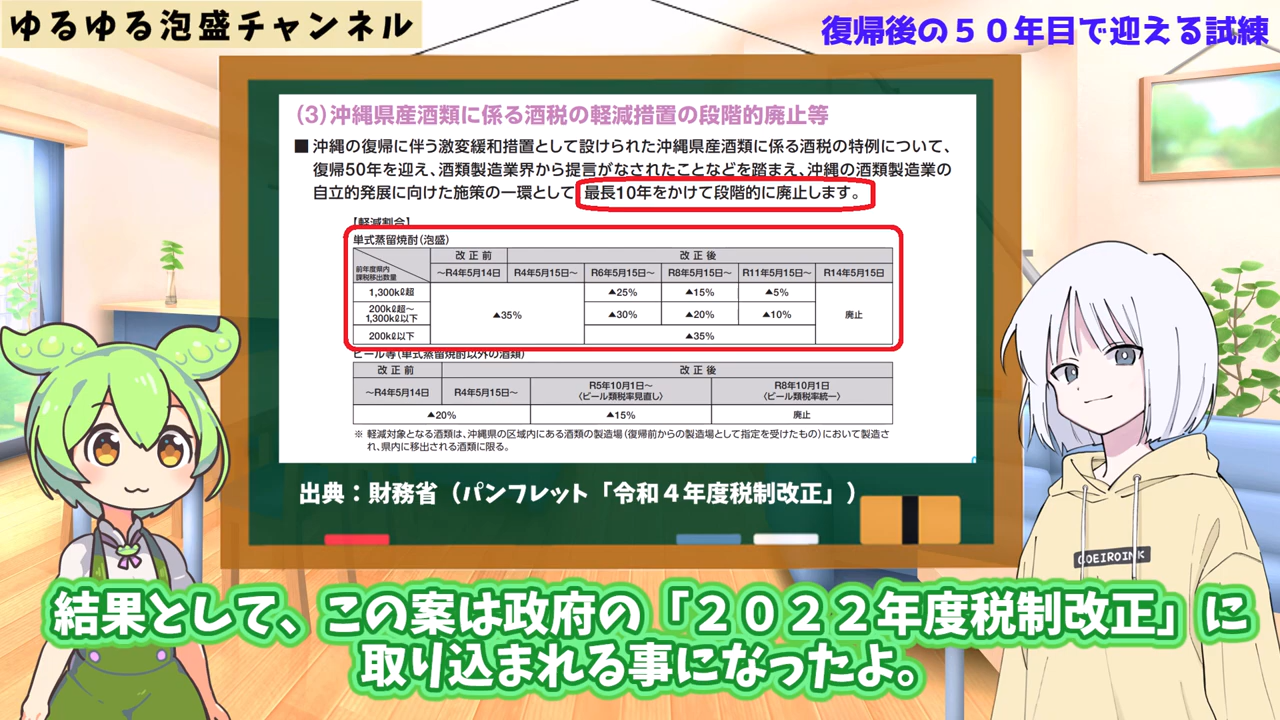 ゆるゆる泡盛チャンネル
復帰後の５０年目で迎える試練
(3)沖縄県産酒類に係る酒税の軽減措置の段階的廃止等
■沖縄の復帰に伴う激変緩和措置として設けられた沖縄県産酒類に係る酒税の特例について、
復帰50年を迎え、酒類製造業界から提言がなされたことなどを踏まえ、沖縄の酒類製造業の
自立的発展に向けた施策の一環として、最長10年をかけて段階的に廃止します。
【軽減割合】
単式蒸留焼酎(泡盛)
前年度県内課税移出数量 改正前 改正後
～R4年5月14日 R4年5月15日～ R6年5月15日～ R8年5月15日～ R11年5月15日～ R14年5月15日
1,300kℓ超 ▲35% ▲25% ▲15% ▲5% 廃止
200kℓ超～1,300kℓ以下 ▲30% ▲20% ▲10%
200kℓ以下 ▲35%
ビール等(単式蒸留焼酎以外の酒類)
改正前 改正後
～R4年5月14日 R4年5月15日～ R5年10月1日～〈ビール類税率見直し〉 R8年10月1日〈ビール類税率統一〉
▲20% ▲15% 廃止
※ 軽減対象となる酒類は、沖縄県の区域内にある酒類の製造場(復帰前からの製造場として指定を受けたもの)において製造さ
れ、県内に移出される酒類に限る。
出典：財務省（パンフレット「令和４年度税制改正」）
COEIROINK
結果として、この案は政府の「２０２２年度税制改正」に
取り込まれる事になったよ。